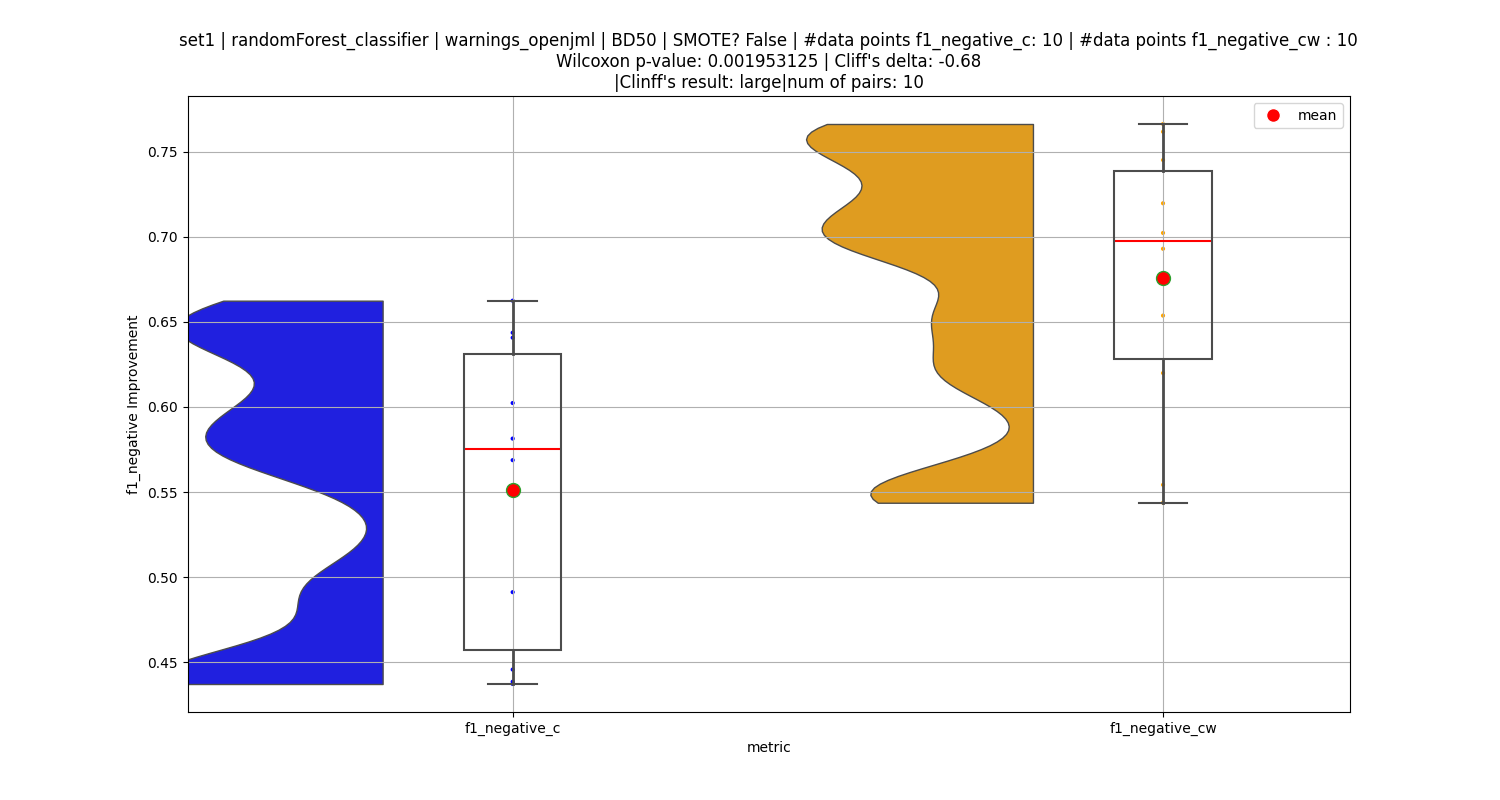 set1 | randomForest_classifier | warnings_openjml | BD50 | SMOTE? False | #data points f1_negative_c: 10 | #data points f1_negative_cw : 10
Wilcoxon p-value: 0.001953125 | Cliff's delta: -0.68
|Clinff's result: large|num of pairs: 10
mean
0.75
0.70
0.65
0.60
0.55
0.50
0.45
f1_negative Improvement
f1_negative_c
f1_negative_cw
metric